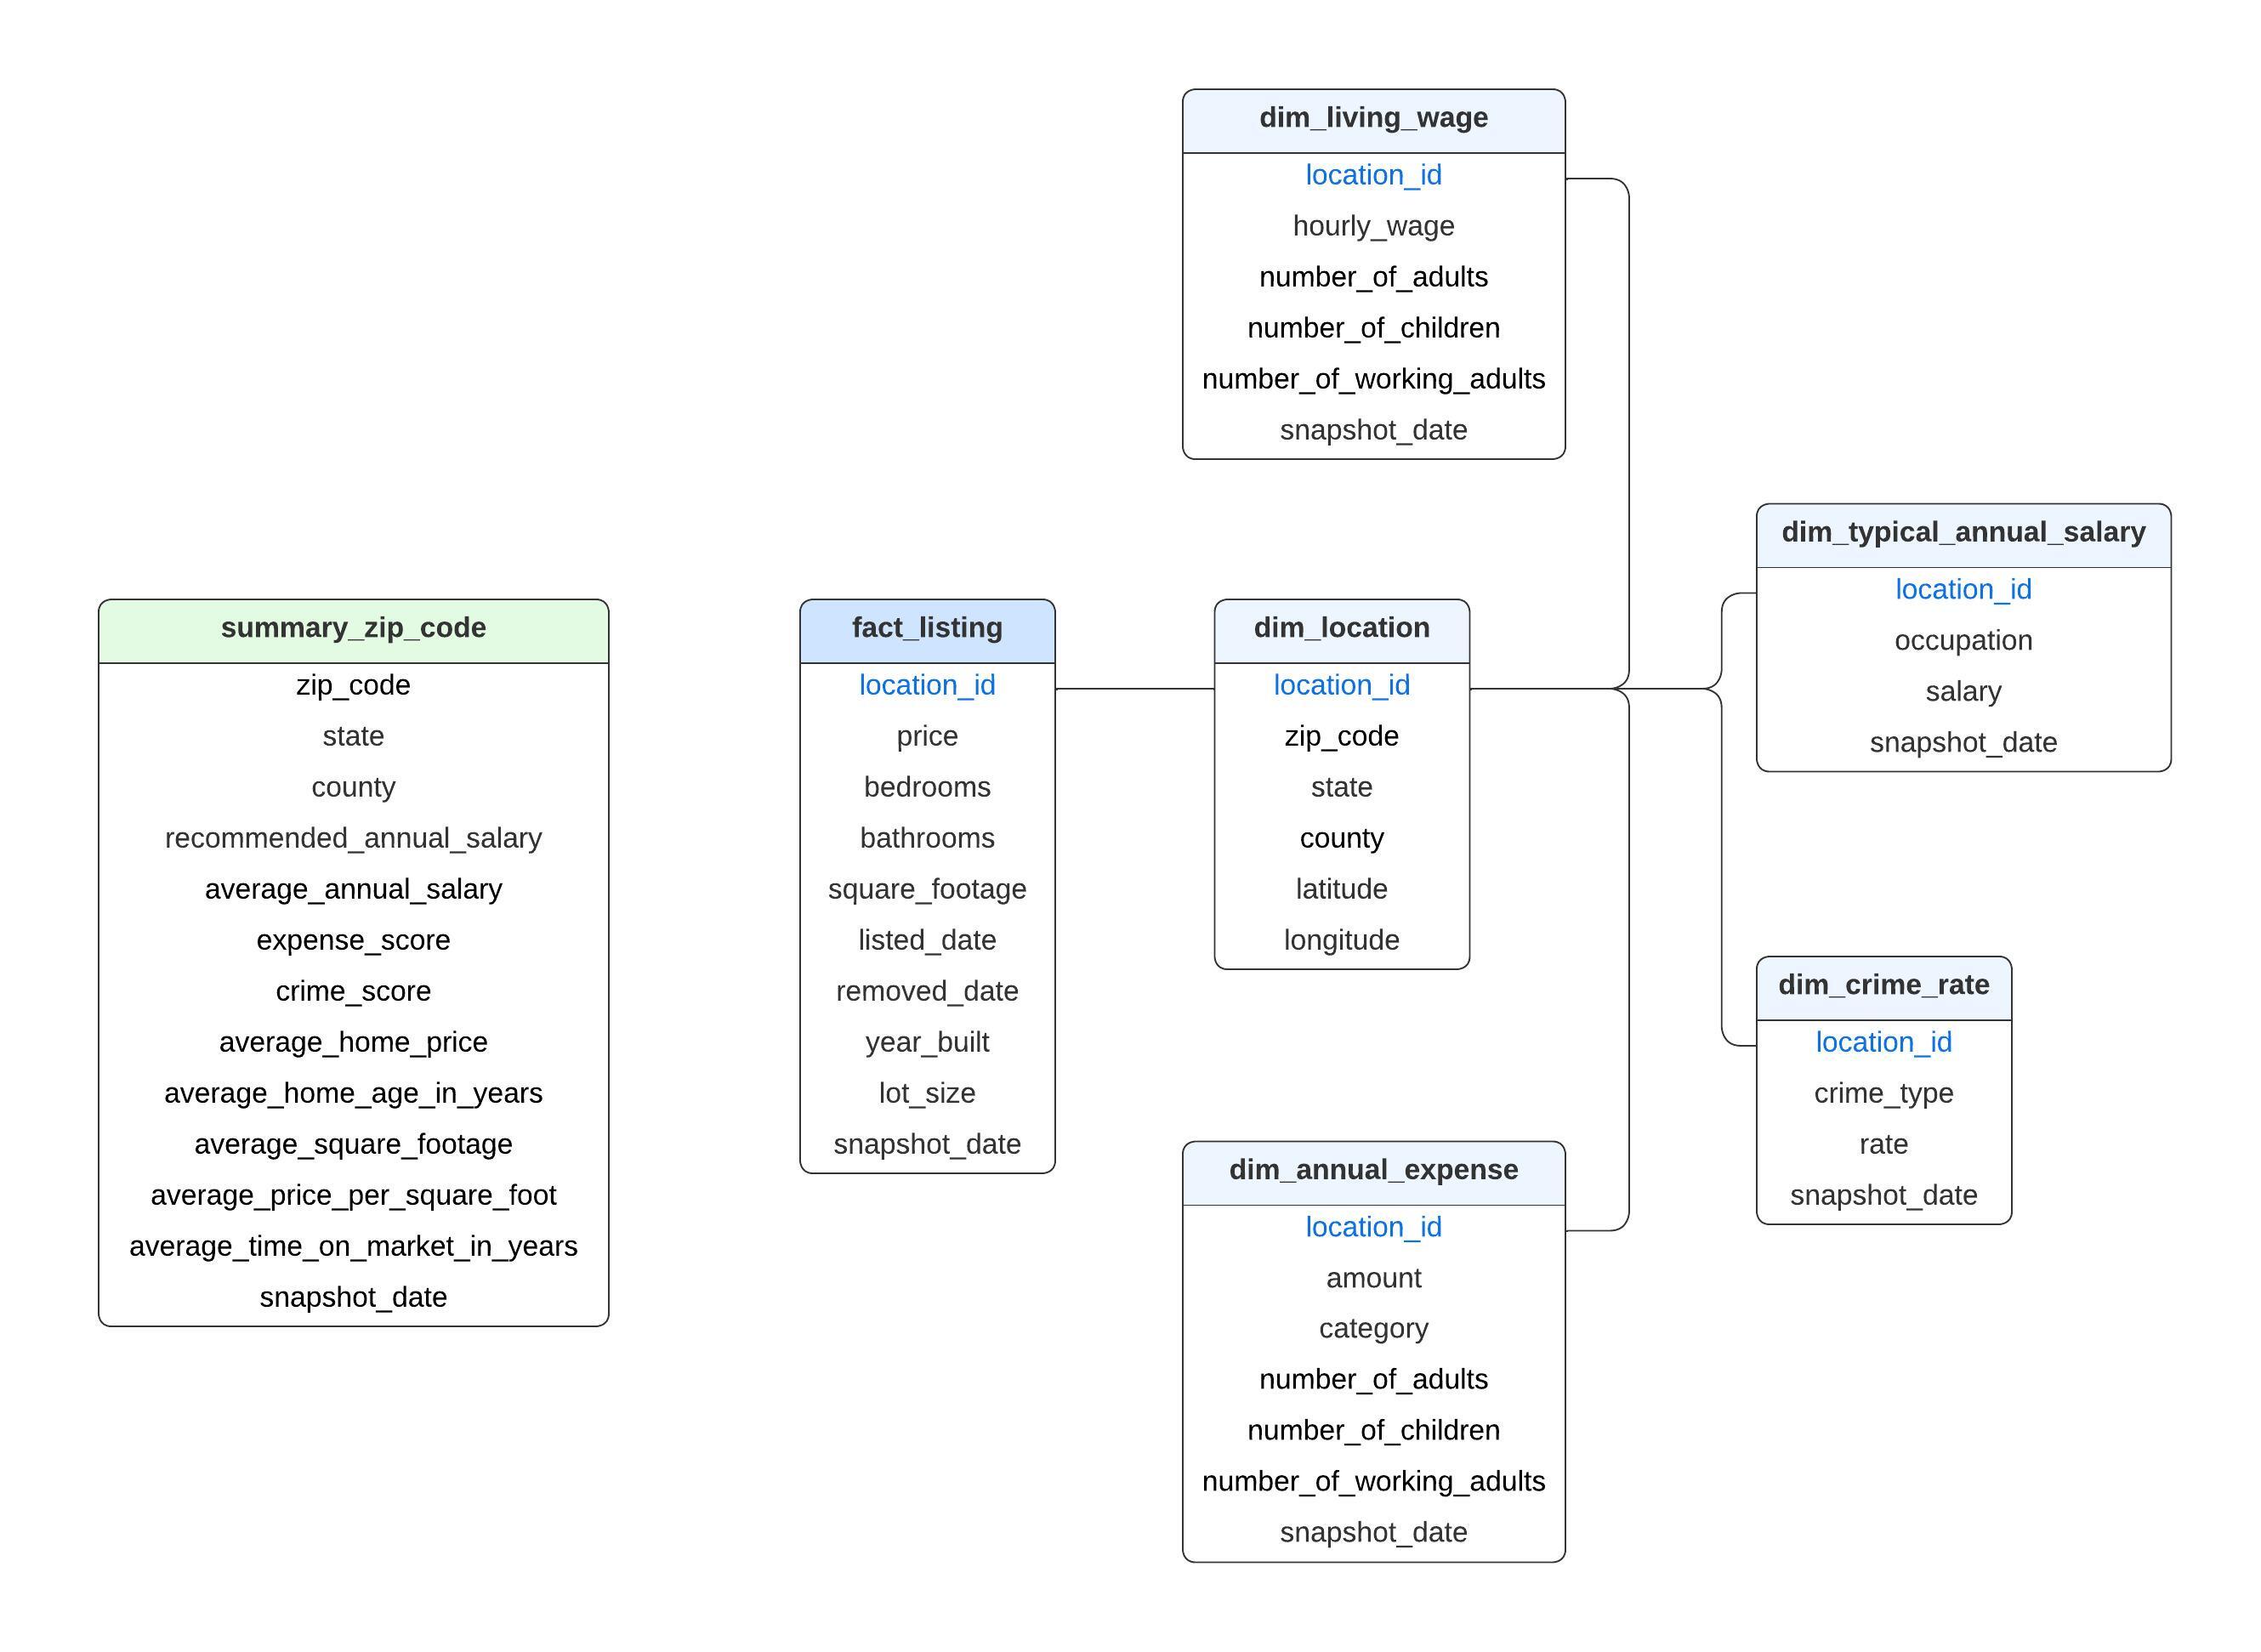 dim_living_wage
location_id
hourly_wage
number_of_adults
number_of_children
number_of_working_adults
snapshot_date
dim_typical_annual_salary
location_id
occupation
salary
snapshot_date
summary_zip_code
zip_code
state
county
recommended_annual_salary
average_annual_salary
expense_score
crime_score
average_home_price
average_home_age_in_years
average_square_footage
average_price_per_square_foot
average_time_on_market_in_years
snapshot_date
fact_listing
location_id
price
bedrooms
bathrooms
square_footage
listed_date
removed_date
year_built
lot_size
snapshot_date
dim_location
location_id
zip_code
state
county
latitude
longitude
dim_crime_rate
location_id
crime_type
rate
snapshot_date
dim_annual_expense
location_id
amount
category
number_of_adults
number_of_children
number_of_working_adults
snapshot_date